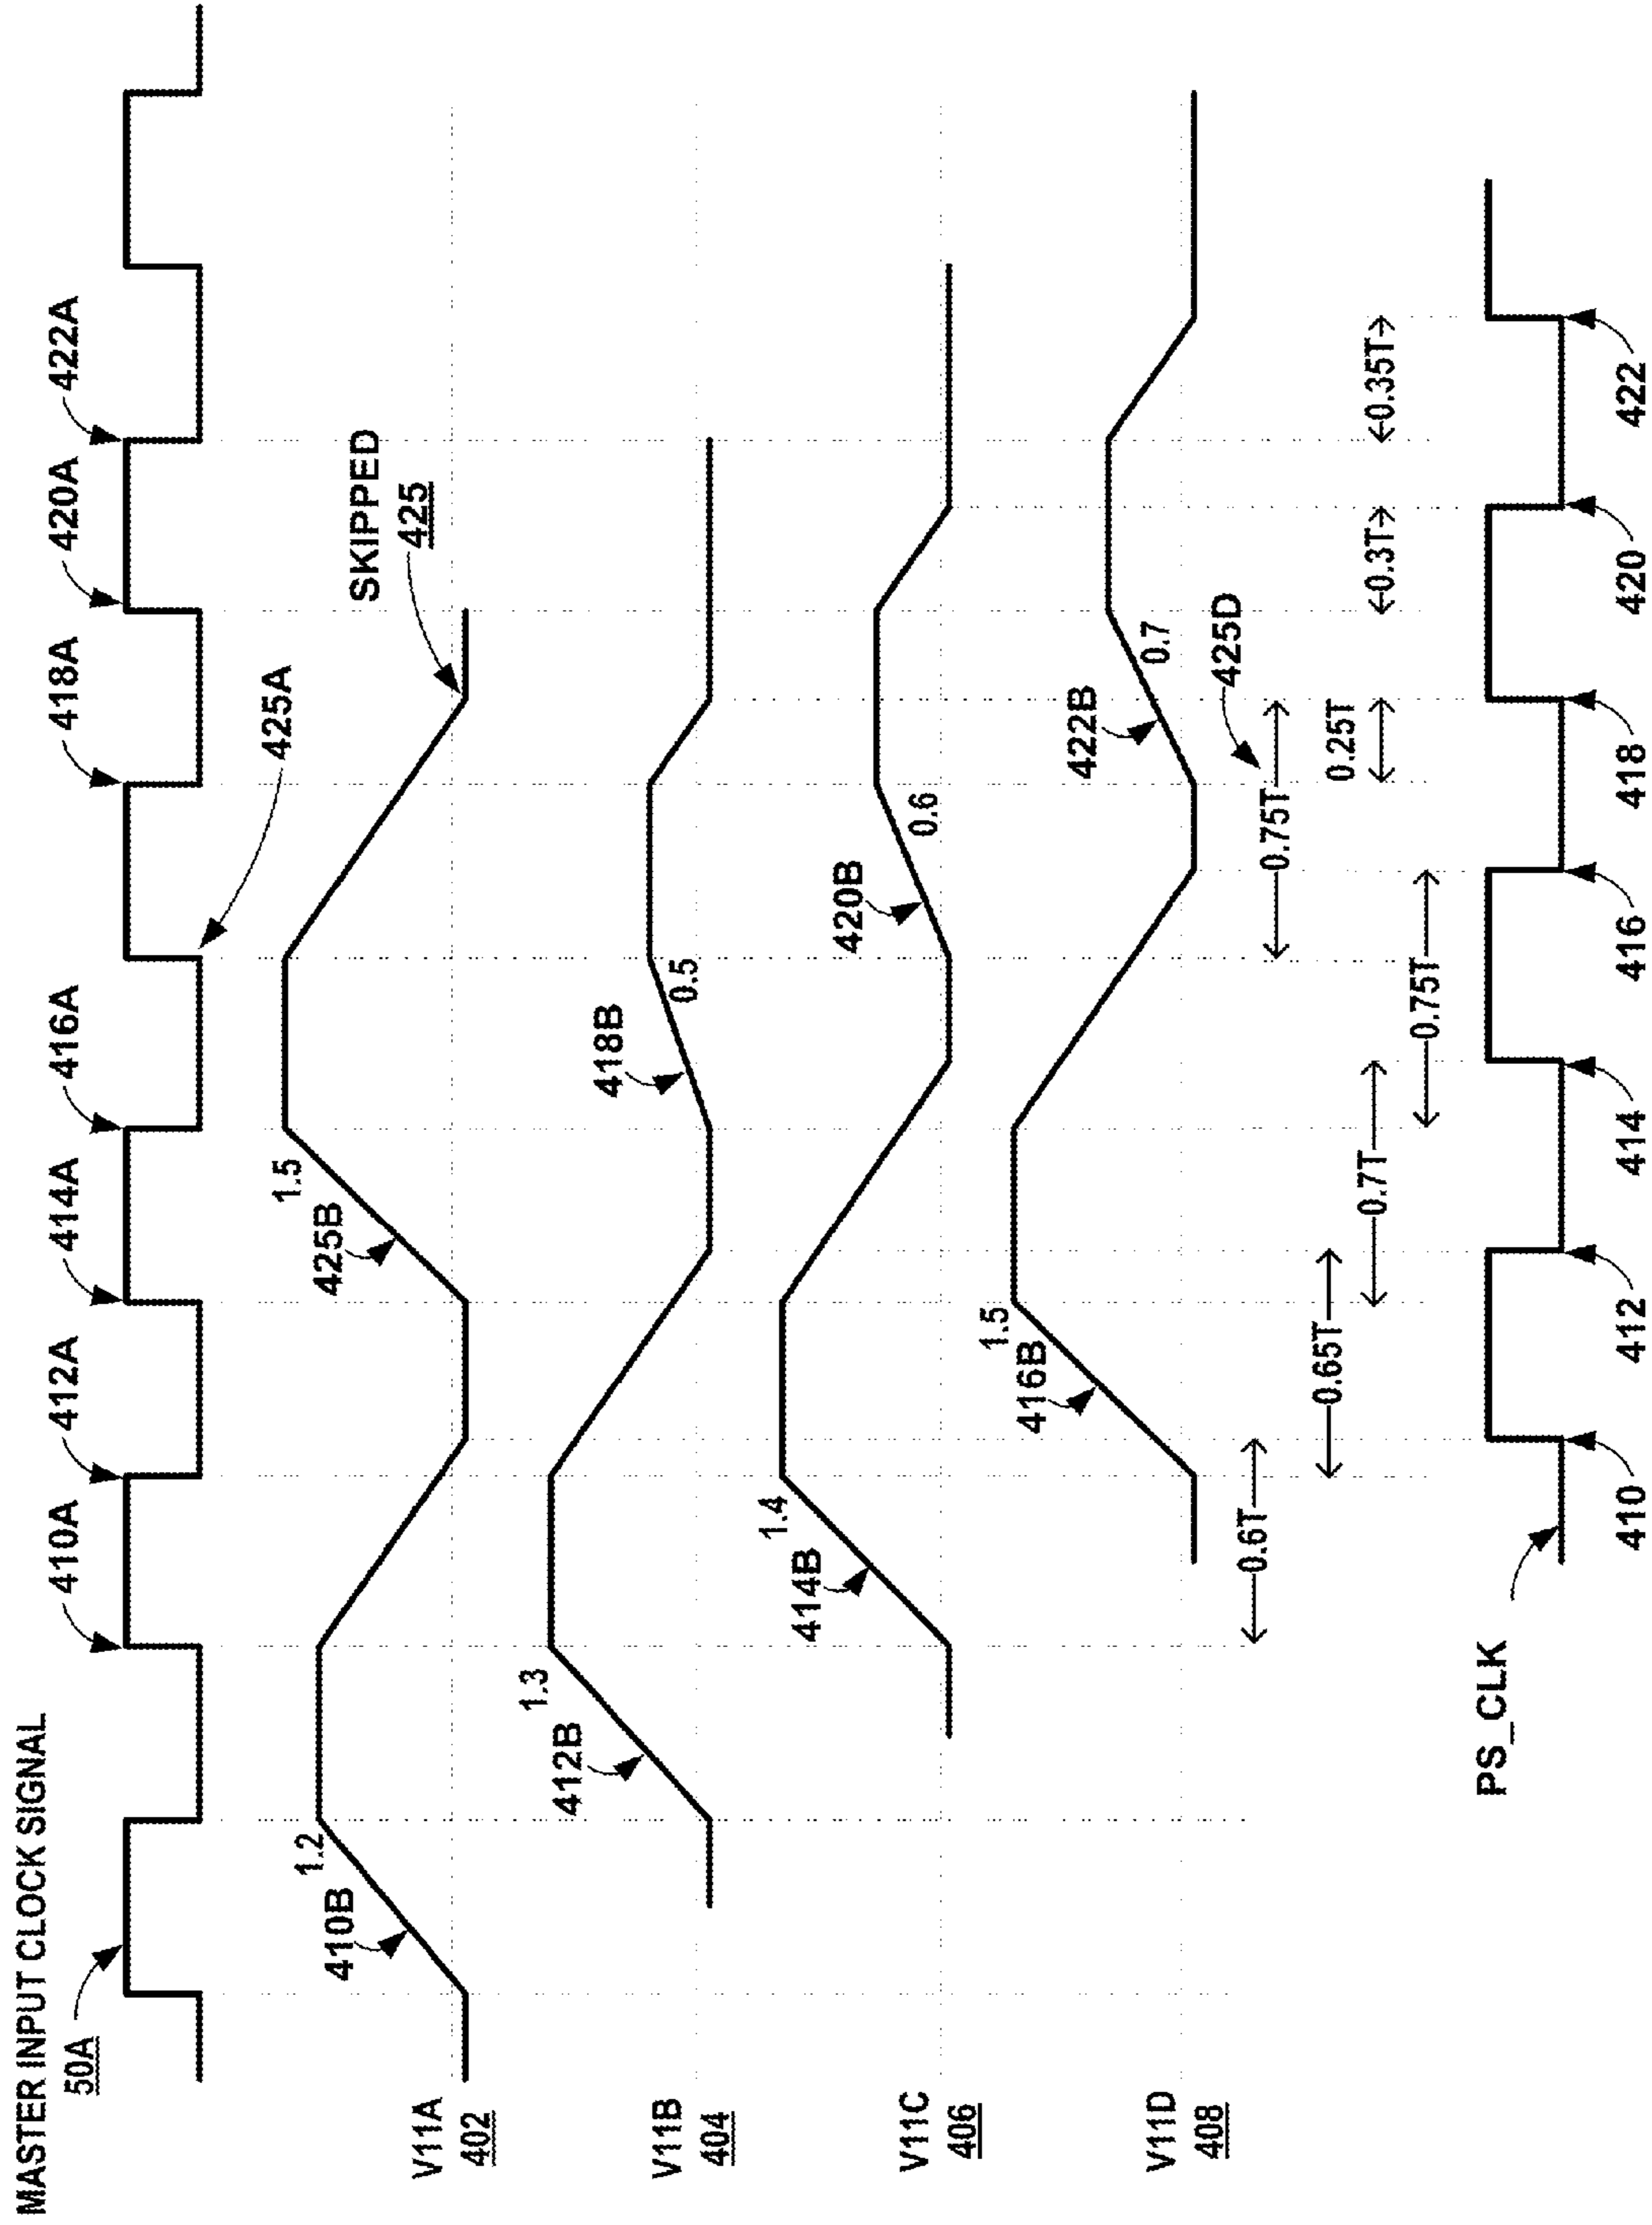 MASTER INPUT CLOCK SIGNAL
50A
410A
412A
414A
416A
418A
420A
422A
425A
V11A
402
410B
1.2
425B
1.5
SKIPPED
425
V11B
404
412B
1.3
418B
0.5
V11C
406
414B
1.4
420B
0.6
V11D
408
416B
1.5
422B
0.7
425D
0.6T
0.65T
0.7T
0.75T
0.75T
0.25T
0.3T
0.35T
PS_CLK
410
412
414
416
418
420
422